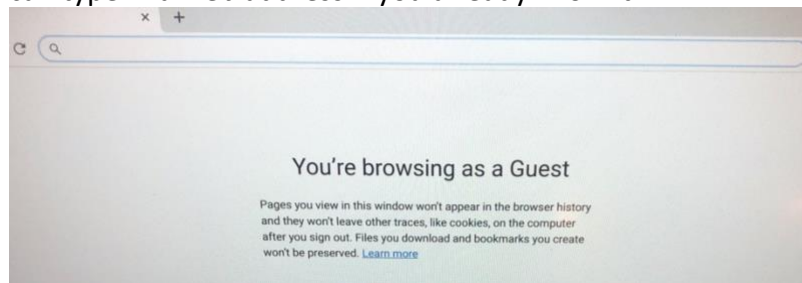 You're browsing as a Guest
Pages you view in this window won't appear in the browser history
and they won't leave other traces, like cookies, on the computer
after you sign out. Files you download and bookmarks you create
won't be preserved. Learn more